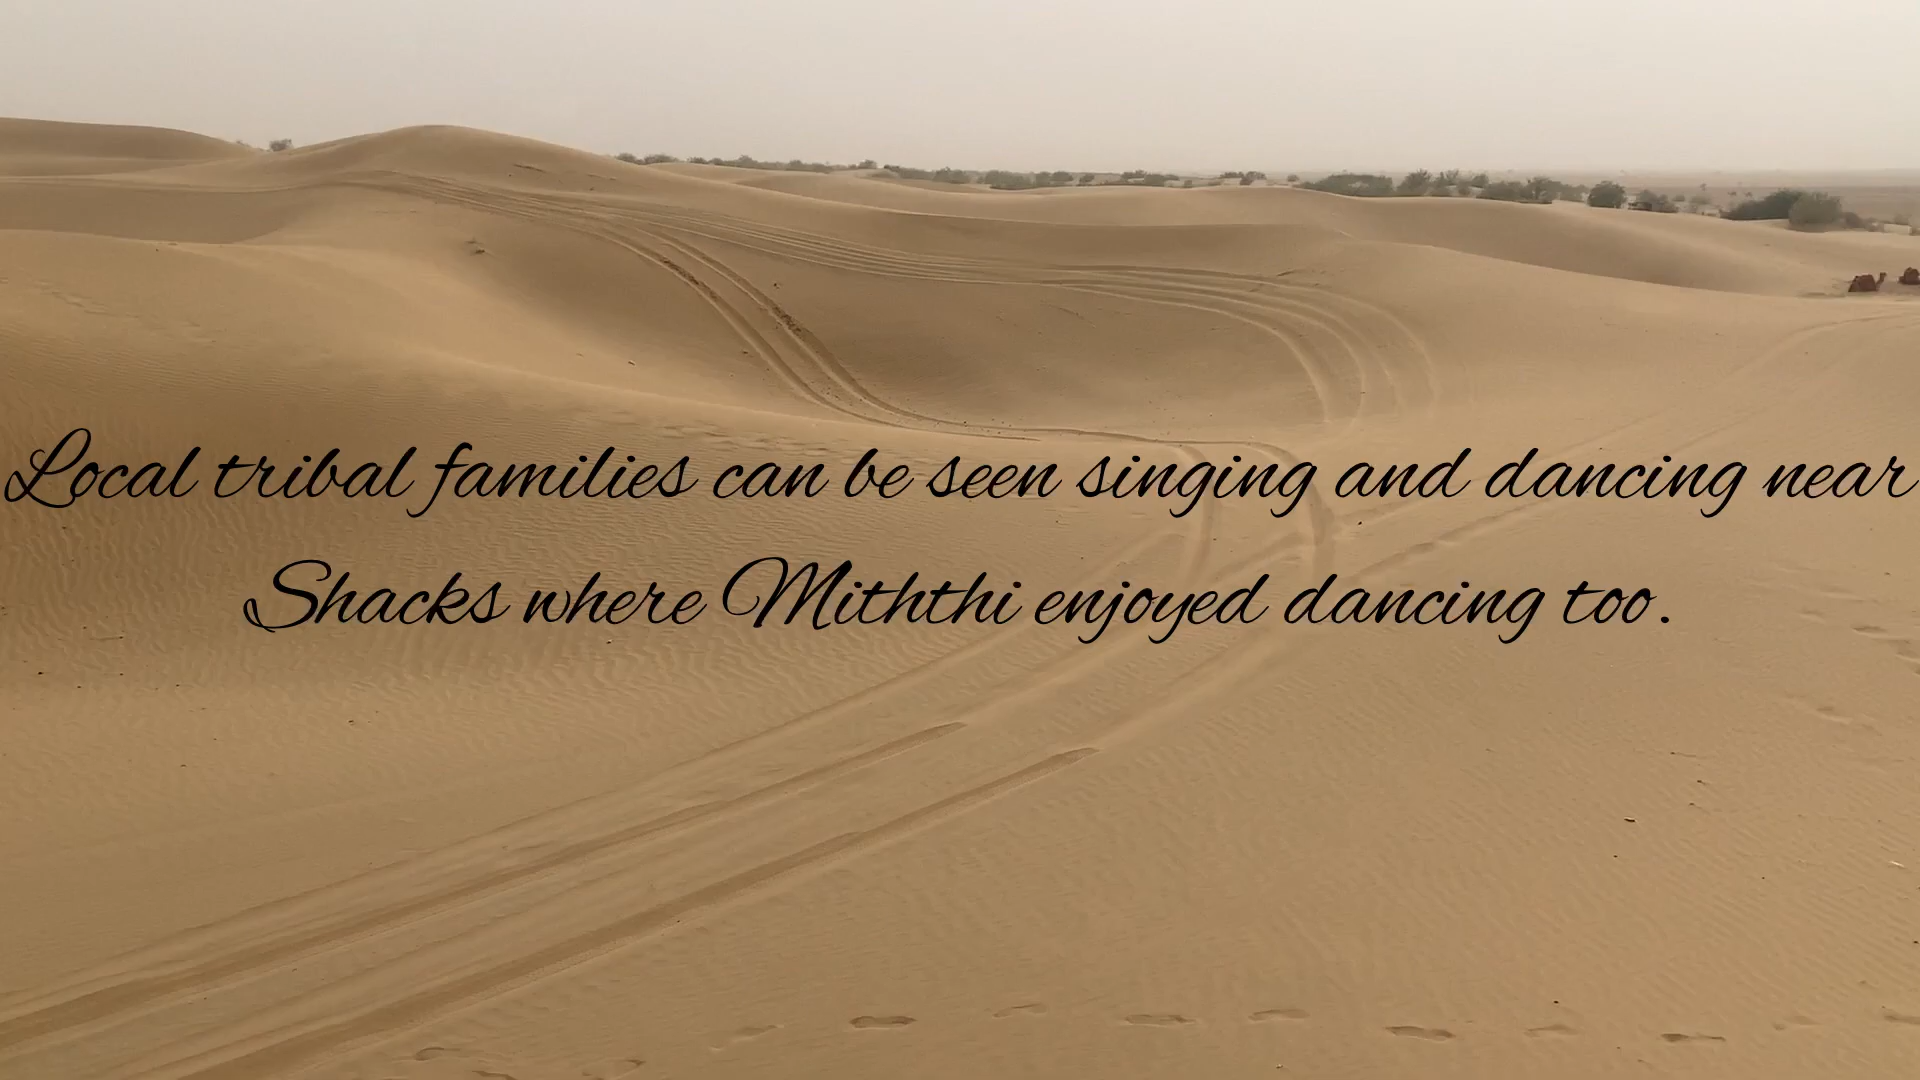 Local tribal families can be seen singing and dancing near
Shacks where Miththi enjoyed dancing too.